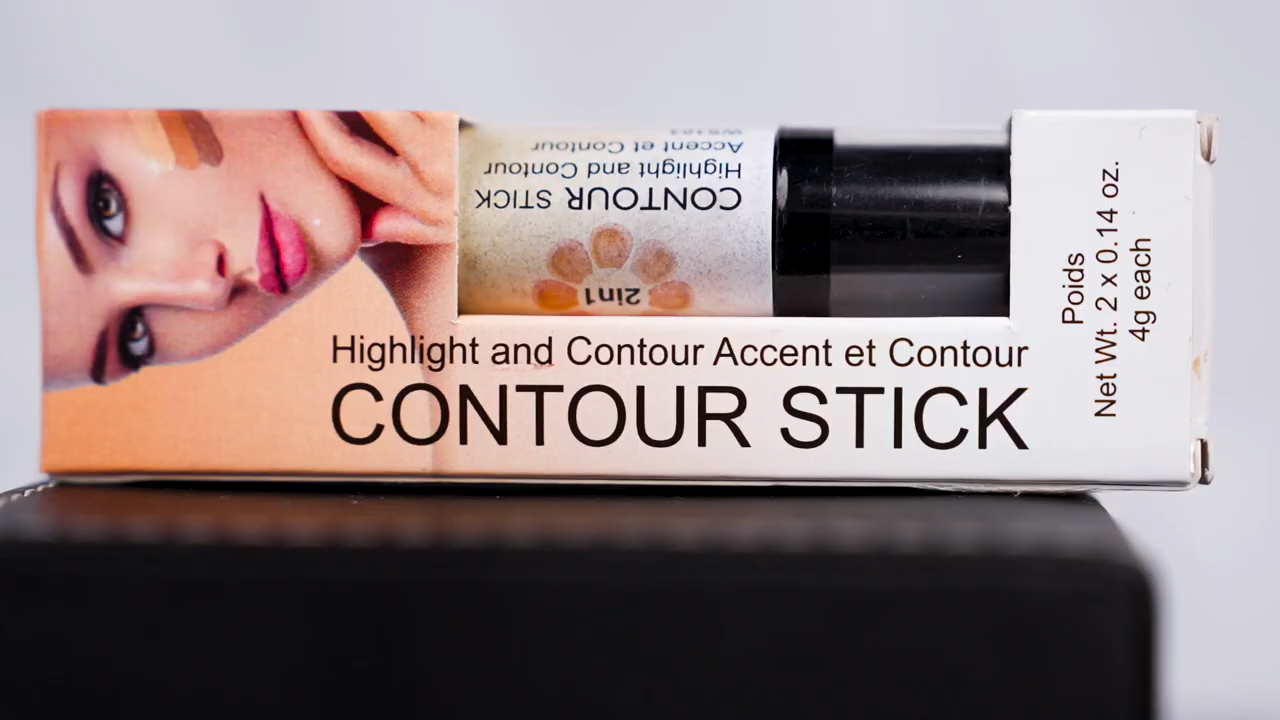 Highlight and Contour Accent et Contour
CONTOUR STICK
2in1
CONTOUR STICK
Highlight and Contour
Accent et Contour
Poids
Net Wt. 2 x 0.14 oz.
4g each